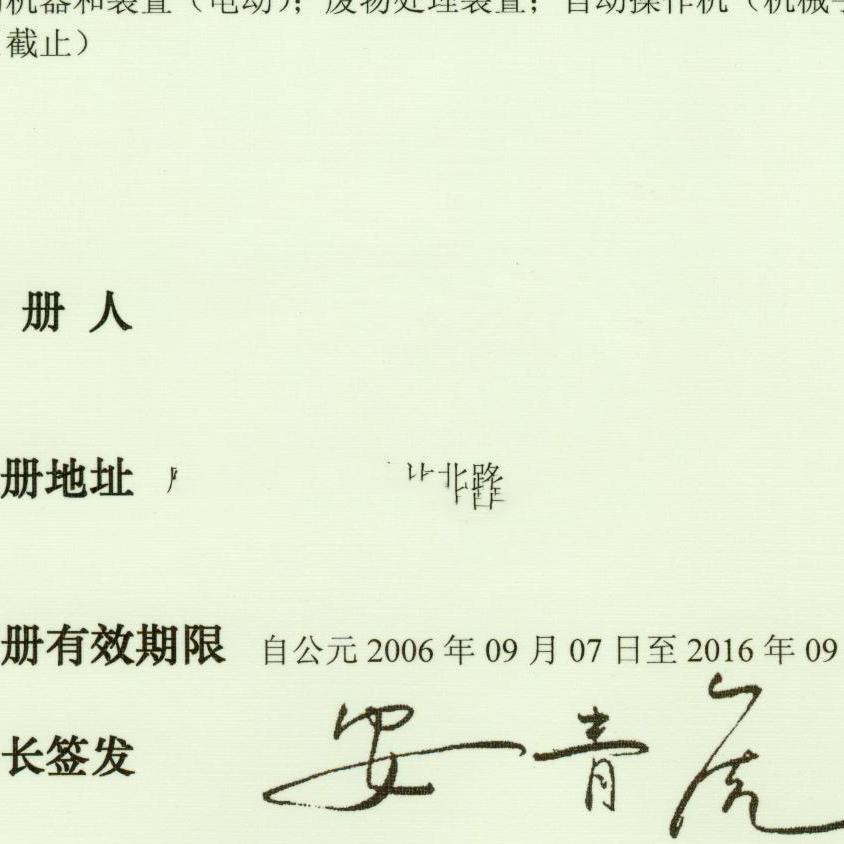 机器和装置（电动）；废物处理装置；自动操作机（机械
截止）
册 人
册地址 北路
册有效期限 自公元 2006 年 09 月 07 日至 2016 年 09
长签发 安青虎